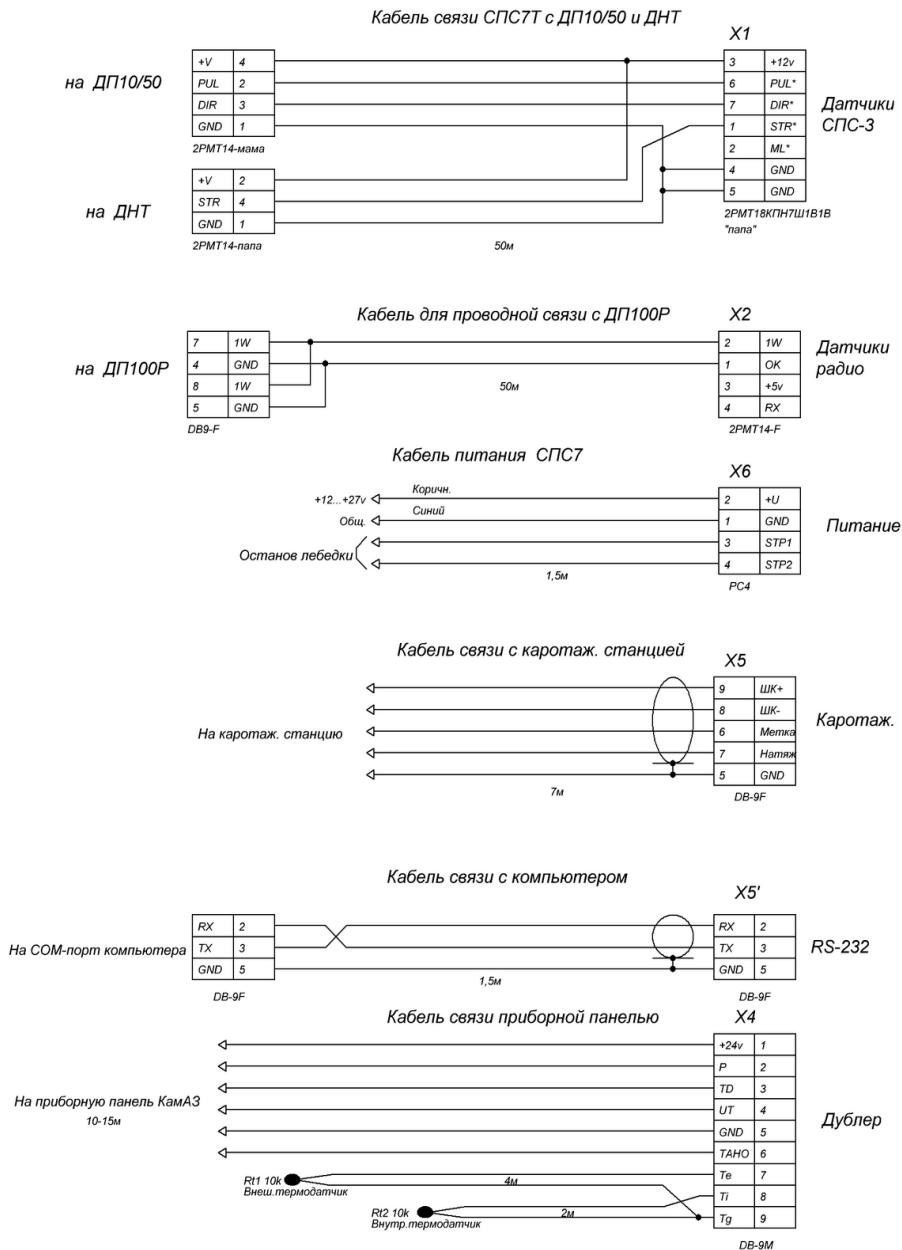 Кабель связи СПС7Т с ДП10/50 и ДНТ
X1
на ДП10/50
+V 4
PUL 2
DIR 3
GND 1
2РМТ14-мама
3 +12v
6 PUL*
7 DIR*
1 STR*
2 ML*
4 GND
5 GND
Датчики
СПС-3
2РМТ18КПН7Ш1В1В
"папа"
на ДНТ
+V 2
STR 4
GND 1
2РМТ14-папа
50м
Кабель для проводной связи с ДП100Р
X2
на ДП100Р
7 1W
4 GND
8 1W
5 GND
DB9-F
50м
2 1W
1 OK
3 +5v
4 RX
2PMT14-F
Датчики
радио
Кабель питания СПС7
X6
+12...+27v
Коричн.
Общ.
Синий
Останов лебедки
1,5м
2 +U
1 GND
3 STP1
4 STP2
PC4
Питание
Кабель связи с каротаж. станцией
X5
На каротаж. станцию
7м
9 ШК+
8 ШК-
6 Метка
7 Натяж
5 GND
DB-9F
Каротаж.
Кабель связи с компьютером
X5'
На COM-порт компьютера
RX 2
TX 3
GND 5
DB-9F
1,5м
RX 2
TX 3
GND 5
DB-9F
RS-232
Кабель связи приборной панелью
X4
На приборную панель КамАЗ
10-15м
+24v 1
P 2
TD 3
UT 4
GND 5
TAHO 6
Te 7
Ti 8
Tg 9
DB-9M
Дублер
Rt1 10k
Внеш.термодатчик
4м
Rt2 10k
Внутр.термодатчик
2м